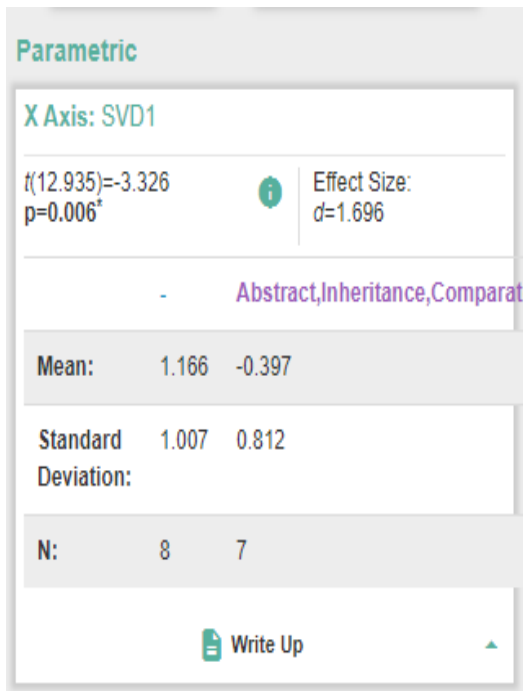 Parametric
X Axis: SVD1
t(12.935)=-3.326
p=0.006*
Effect Size:
d=1.696
- Abstract,Inheritance,Comparat
Mean: 1.166 -0.397
Standard Deviation: 1.007 0.812
N: 8 7
Write Up